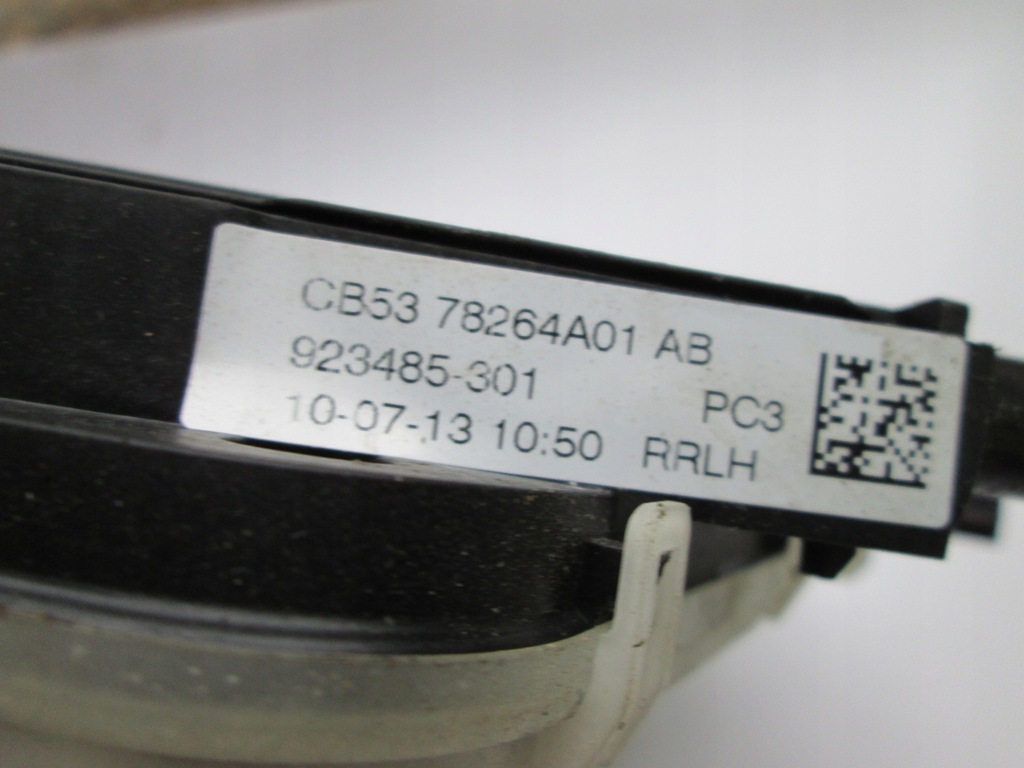 CB53 78264A01 AB
923485-301
PC3
10-07-13 10:50 RRLH